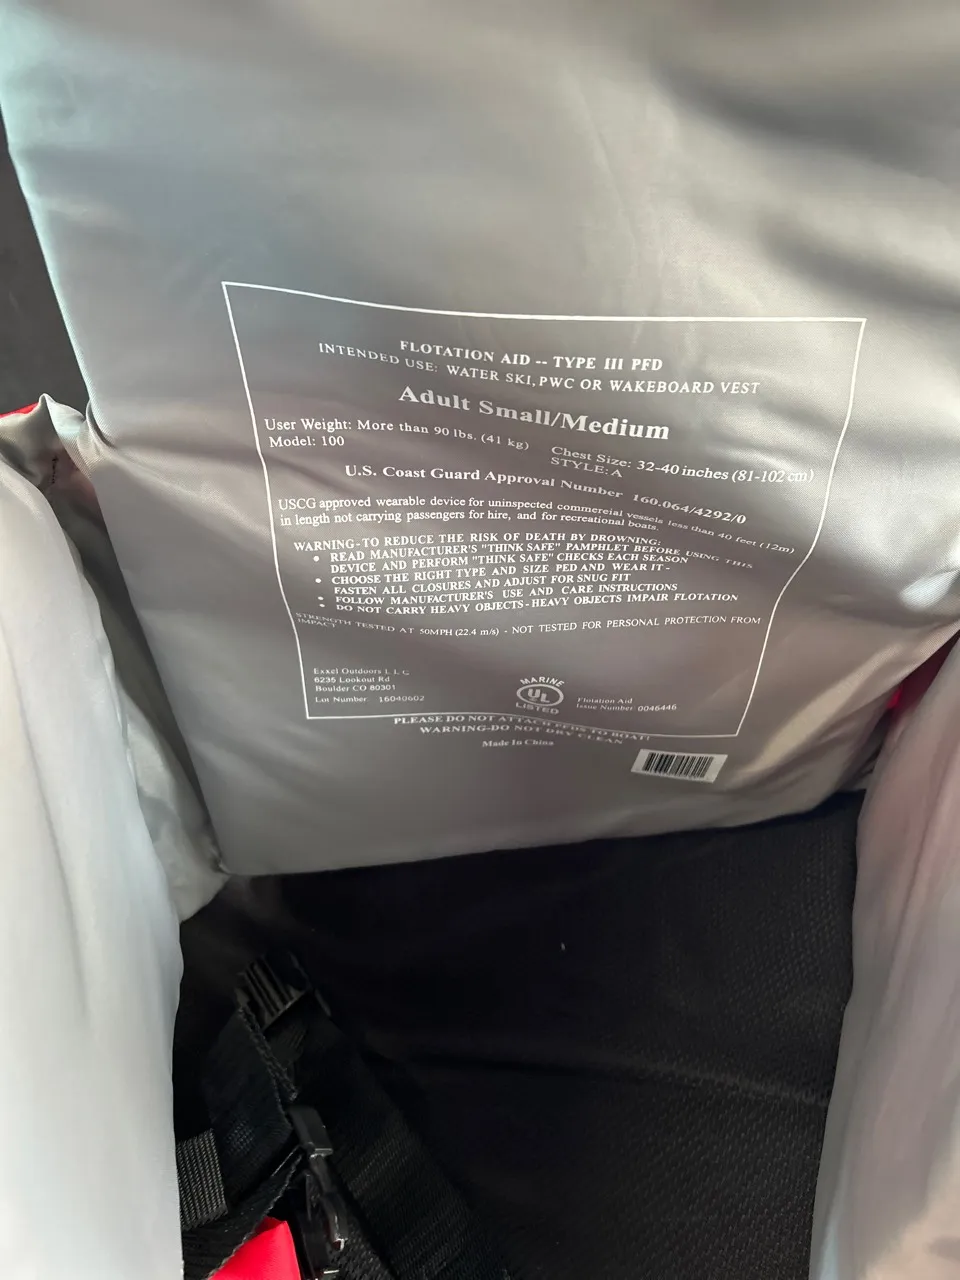 FLOTATION AID -- TYPE III PFD
INTENDED USE: WATER SKI, PWC OR WAKEBOARD VEST
Adult Small/Medium
User Weight: More than 90 lbs. (41 kg)
Chest Size: 32-40 inches (81-102 cm)
Model: 100
STYLE: A
U.S. Coast Guard Approval Number 160.064/4292/0
USCG approved wearable device for uninspected commercial vessels less than 40 feet (12m)
in length not carrying passengers for hire, and for recreational boats.
WARNING-TO REDUCE THE RISK OF DEATH BY DROWNING:
• READ MANUFACTURER'S "THINK SAFE" PAMPHLET BEFORE USING THIS
DEVICE AND PERFORM "THINK SAFE" CHECKS EACH SEASON
• CHOOSE THE RIGHT TYPE AND SIZE PED AND WEAR IT -
FASTEN ALL CLOSURES AND ADJUST FOR SNUG FIT
• FOLLOW MANUFACTURER'S USE AND CARE INSTRUCTIONS
• DO NOT CARRY HEAVY OBJECTS - HEAVY OBJECTS IMPAIR FLOTATION
STRENGTH TESTED AT 50MPH (22.4 m/s) - NOT TESTED FOR PERSONAL PROTECTION FROM
IMPACT
Exxel Outdoors L L C
6235 Lookout Rd
Boulder CO 80301
Lot Number 16040602
MARINE
UL
LISTED
Flotation Aid
Issue Number 0046446
PLEASE DO NOT ATTACH PFDS TO BOAT!
WARNING-DO NOT DRY CLEAN
Made In China